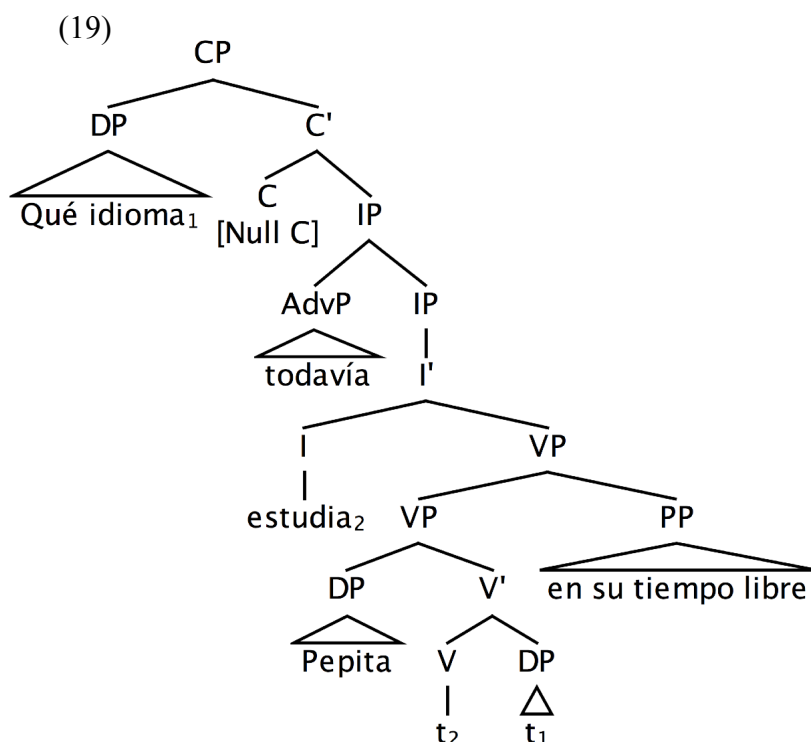 (19)
CP
DP C'
Qué idioma₁ C IP
[Null C]
AdvP IP
todavía I'
I VP
estudia₂ VP PP
DP V' en su tiempo libre
Pepita V DP
t₂ t₁